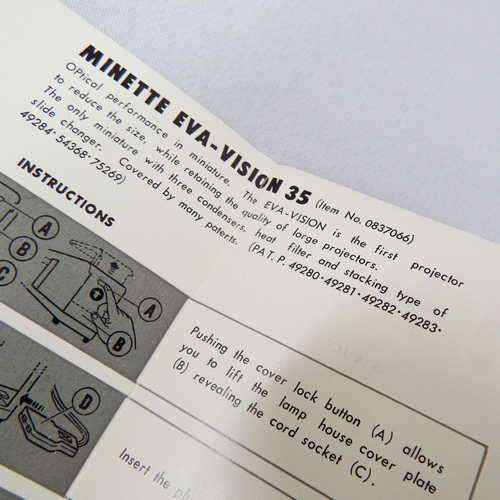 MINETTE EVA-VISION 35 (Item No. 0837066)
OPtical performance in miniature. The EVA-VISION is the first projector
to reduce the size, while retaining the quality of large projectors.
The only miniature with three condensers, heat filter and stacking type of
slide changer. Covered by many patents. (PAT. P. 49280·49281·49282·49283·
49284·54368·75269)
INSTRUCTIONS
A
B
C
A
B
D
Pushing the cover lock button (A) allows
you to lift the lamp house cover plate
(B) revealing the cord socket (C).
Insert the